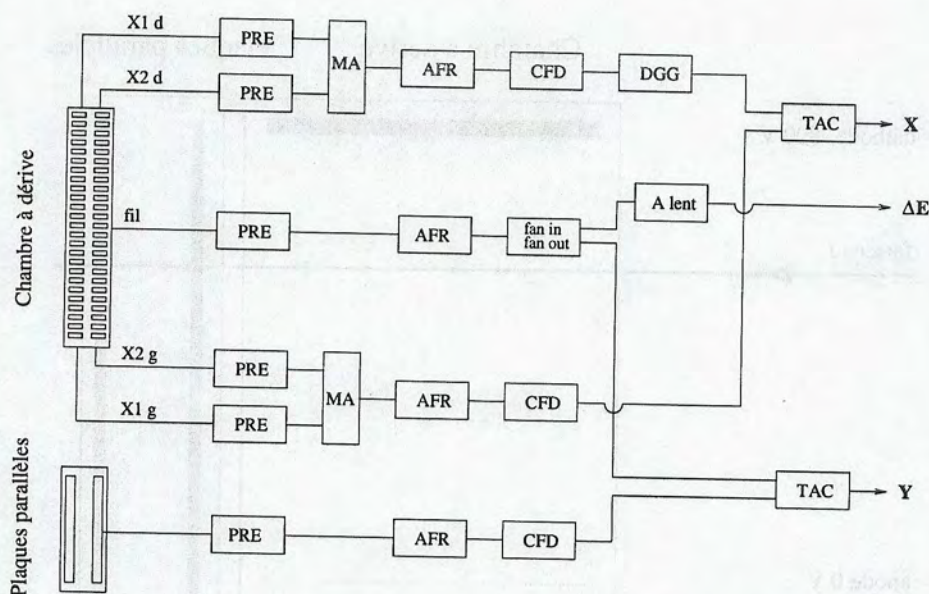 X1 d
PRE
MA
AFR
CFD
DGG
TAC
X
X2 d
PRE
Chambre à dérive
fil
PRE
AFR
fan in
fan out
A lent
ΔE
X2 g
PRE
MA
AFR
CFD
X1 g
PRE
Plaques parallèles
PRE
AFR
CFD
TAC
Y